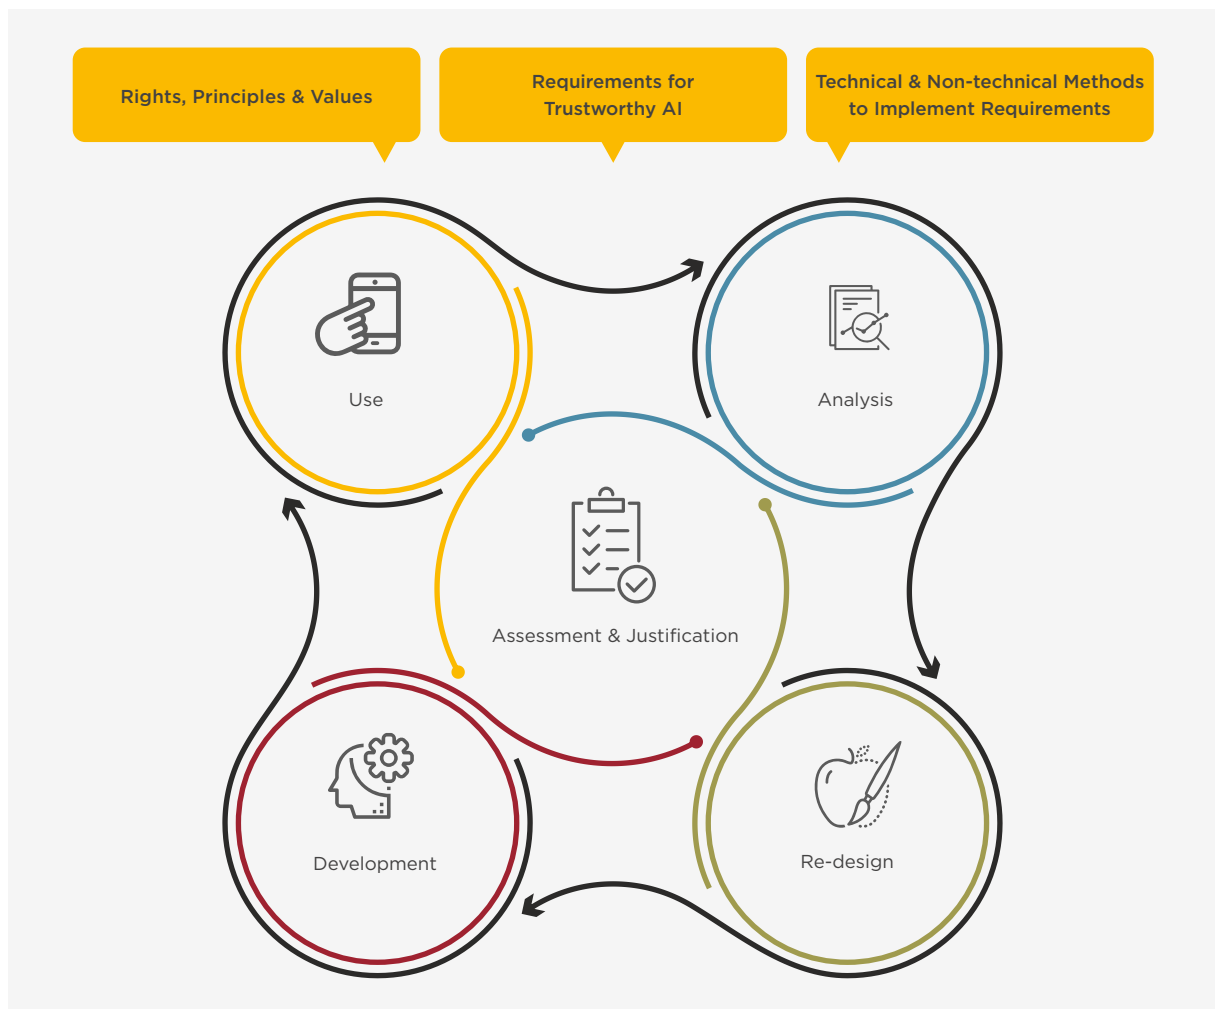 Rights, Principles & Values
Requirements for
Trustworthy AI
Technical & Non-technical Methods
to Implement Requirements
Use
Analysis
Assessment & Justification
Development
Re-design